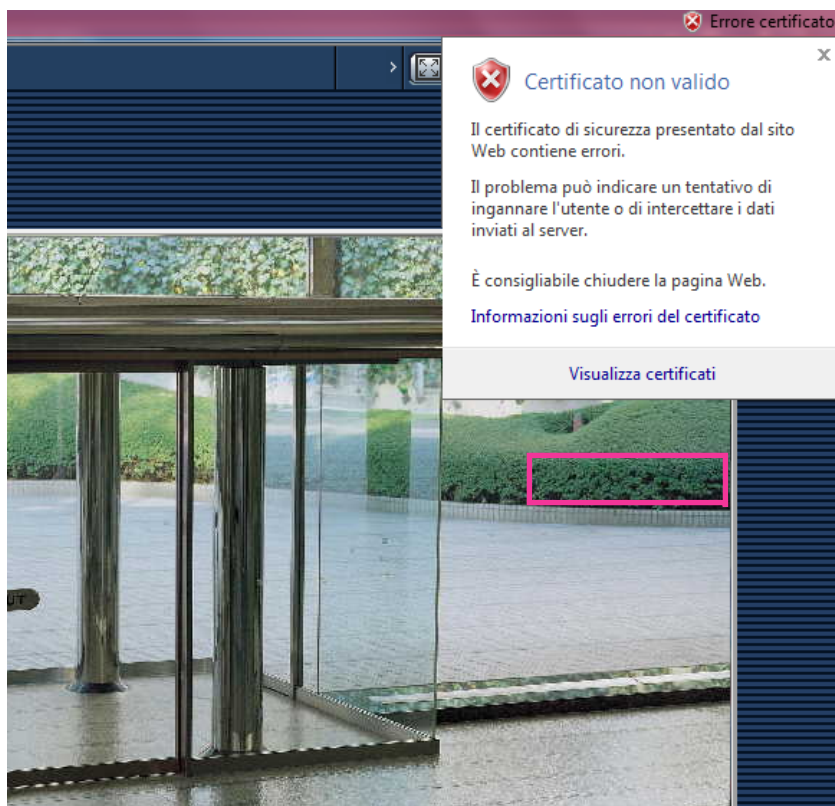 Errore certificato
x
Certificato non valido
Il certificato di sicurezza presentato dal sito
Web contiene errori.
Il problema può indicare un tentativo di
ingannare l'utente o di intercettare i dati
inviati al server.
È consigliabile chiudere la pagina Web.
Informazioni sugli errori del certificato
Visualizza certificati